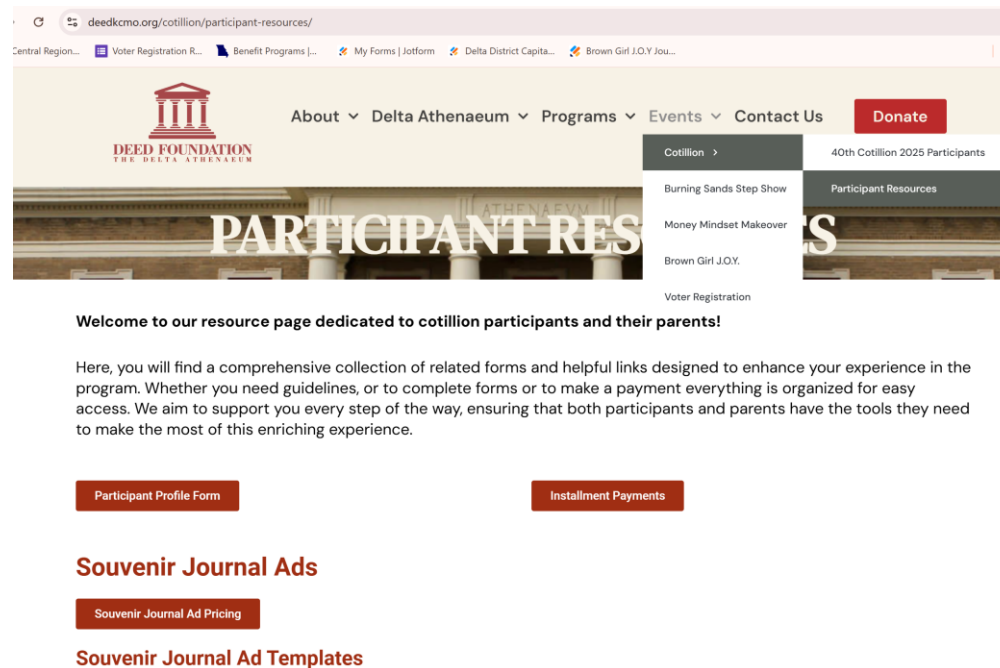 deedkcmo.org/cotillion/participant-resources/
Central Region... Voter Registration R... Benefit Programs |... My Forms | Jotform Delta District Capita... Brown Girl J.O.Y Jou...
DEED FOUNDATION
THE DELTA ATHENAEUM
About Delta Athenaeum Programs Events Contact Us Donate
Cotillion > 40th Cotillion 2025 Participants
Burning Sands Step Show Participant Resources
Money Mindset Makeover
Brown Girl J.O.Y.
Voter Registration
ATHENAEVM
PARTICIPANT RES S
Welcome to our resource page dedicated to cotillion participants and their parents!
Here, you will find a comprehensive collection of related forms and helpful links designed to enhance your experience in the
program. Whether you need guidelines, or to complete forms or to make a payment everything is organized for easy
access. We aim to support you every step of the way, ensuring that both participants and parents have the tools they need
to make the most of this enriching experience.
Participant Profile Form Installment Payments
Souvenir Journal Ads
Souvenir Journal Ad Pricing
Souvenir Journal Ad Templates